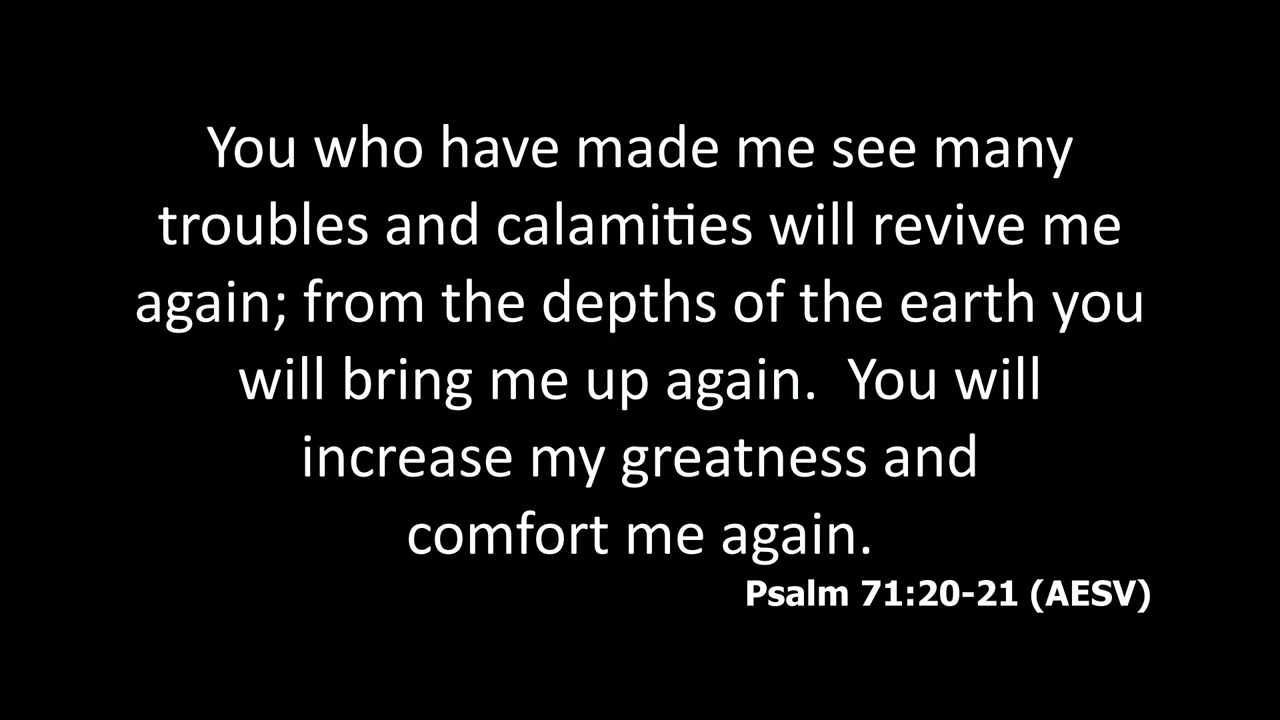 You who have made me see many
troubles and calamities will revive me
again; from the depths of the earth you
will bring me up again.  You will
increase my greatness and
comfort me again.
Psalm 71:20-21 (AESV)